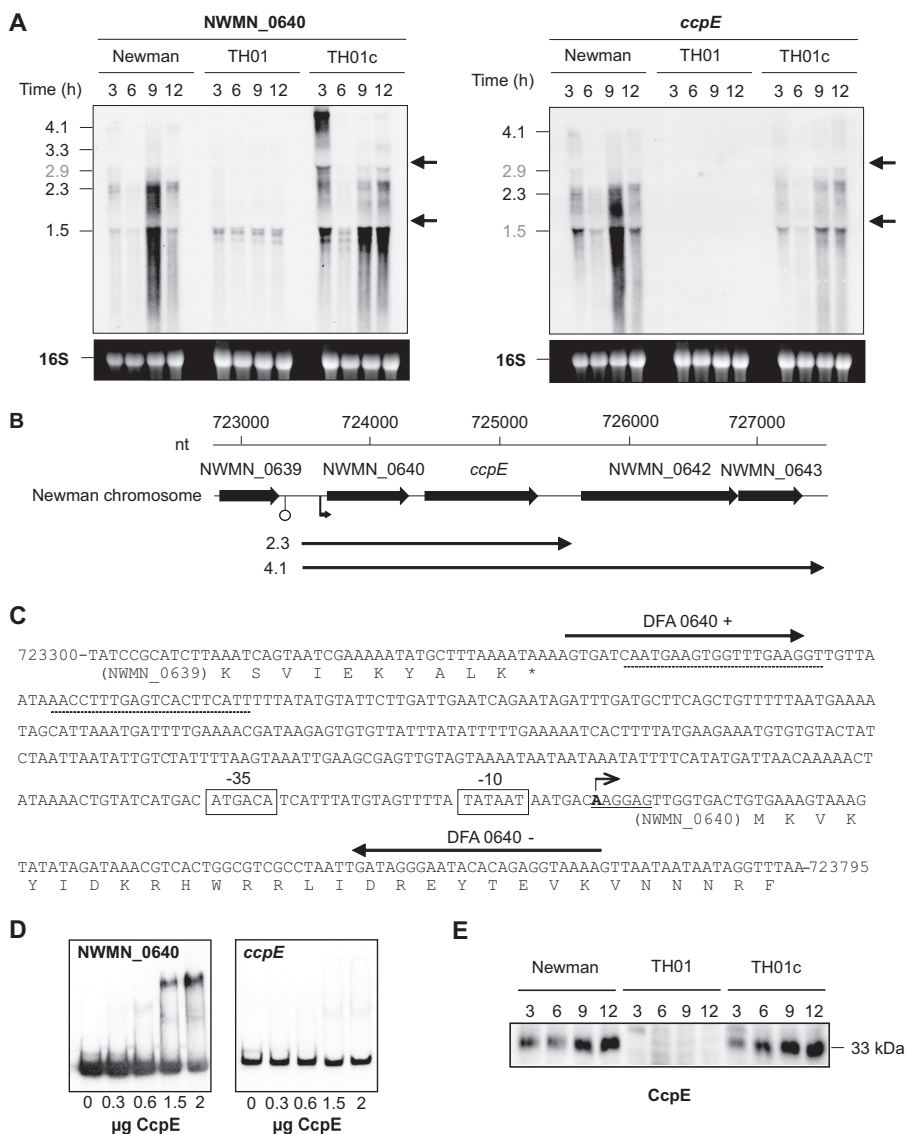 A
NWMN_0640
Newman TH01 TH01c
Time (h) 3 6 9 12 3 6 9 12 3 6 9 12
4.1
3.3
2.9
2.3
1.5
16S
ccpE
Newman TH01 TH01c
Time (h) 3 6 9 12 3 6 9 12 3 6 9 12
4.1
2.9
2.3
1.5
16S
B
723000 724000 725000 726000 727000
nt
NWMN_0639 NWMN_0640 ccpE NWMN_0642 NWMN_0643
Newman chromosome
2.3
4.1
C
DFA 0640 +
723300-TATCCGCATCTTAAATCAGTAATCGAAAAATATGCTTTAAAATAAAAGTGATCAATGAAGTGGTTTGAAGGTTGTTA
(NWMN_0639) K S V I E K Y A L K *
ATAAACCTTTGAGTCACTTCATTTTTATGTATTCTTGATTGAATCAGAATAGATTTGATGCTTCAGCTGTTTTTAATGAAAA
TAGCATTAAATGATTTTGAAAACGATAAGAGTGTGTTATTTATATTTTTGAAAAATCACTTTTATGAAGAAATGTGTGTACTAT
CTAATTAATATTGTCTATTTTAAGTAAATTGAAGCGAGTTGTAGTAAAATAATAATAAATATTTTCATATGATTAACAAAAACT
-35 -10
ATAAAACTGTATCATGAC ATGACA TCATTTATGTAGTTTTA TATAAT AATGACAAGGAGTTGGTGACTGTGAAAGTAAAG
(NWMN_0640) M K V K
DFA 0640 -
TATATAGATAAACGTCACTGGCGTCGCCTAATTGATAGGGAATACACAGAGGTAAAAGTTAATAATAATAGGTTTAA-723795
Y I D K R H W R R L I D R E Y T E V K V N N N R F
D
NWMN_0640
0 0.3 0.6 1.5 2
µg CcpE
ccpE
0 0.3 0.6 1.5 2
µg CcpE
E
Newman TH01 TH01c
3 6 9 12 3 6 9 12 3 6 9 12
33 kDa
CcpE